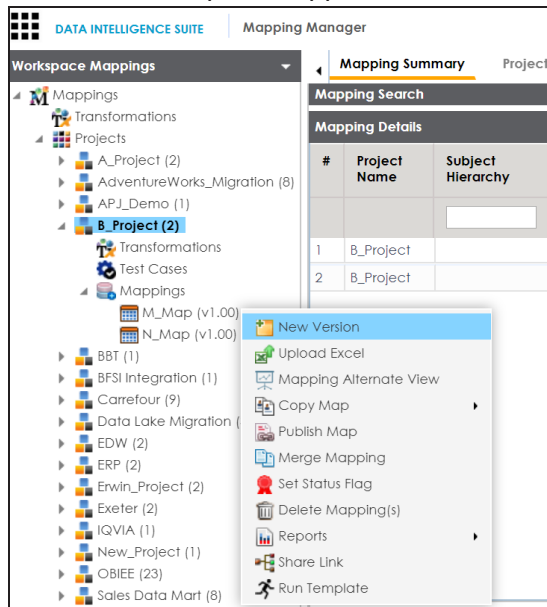 DATA INTELLIGENCE SUITE Mapping Manager
Workspace Mappings
Mapping Summary Project
Mappings
Mapping Search
Transformations
Mapping Details
Projects
# Project Name Subject Hierarchy
A_Project (2)
AdventureWorks_Migration (8)
APJ_Demo (1)
B_Project (2)
1 B_Project
Transformations
2 B_Project
Test Cases
Mappings
M_Map (v1.00)
N_Map (v1.00)
New Version
Upload Excel
Mapping Alternate View
Copy Map
Publish Map
Merge Mapping
Set Status Flag
Delete Mapping(s)
Reports
Share Link
Run Template
BBT (1)
BFSI Integration (1)
Carrefour (9)
Data Lake Migration (
EDW (2)
ERP (2)
Erwin_Project (2)
Exeter (2)
IQVIA (1)
New_Project (1)
OBIEE (23)
Sales Data Mart (8)